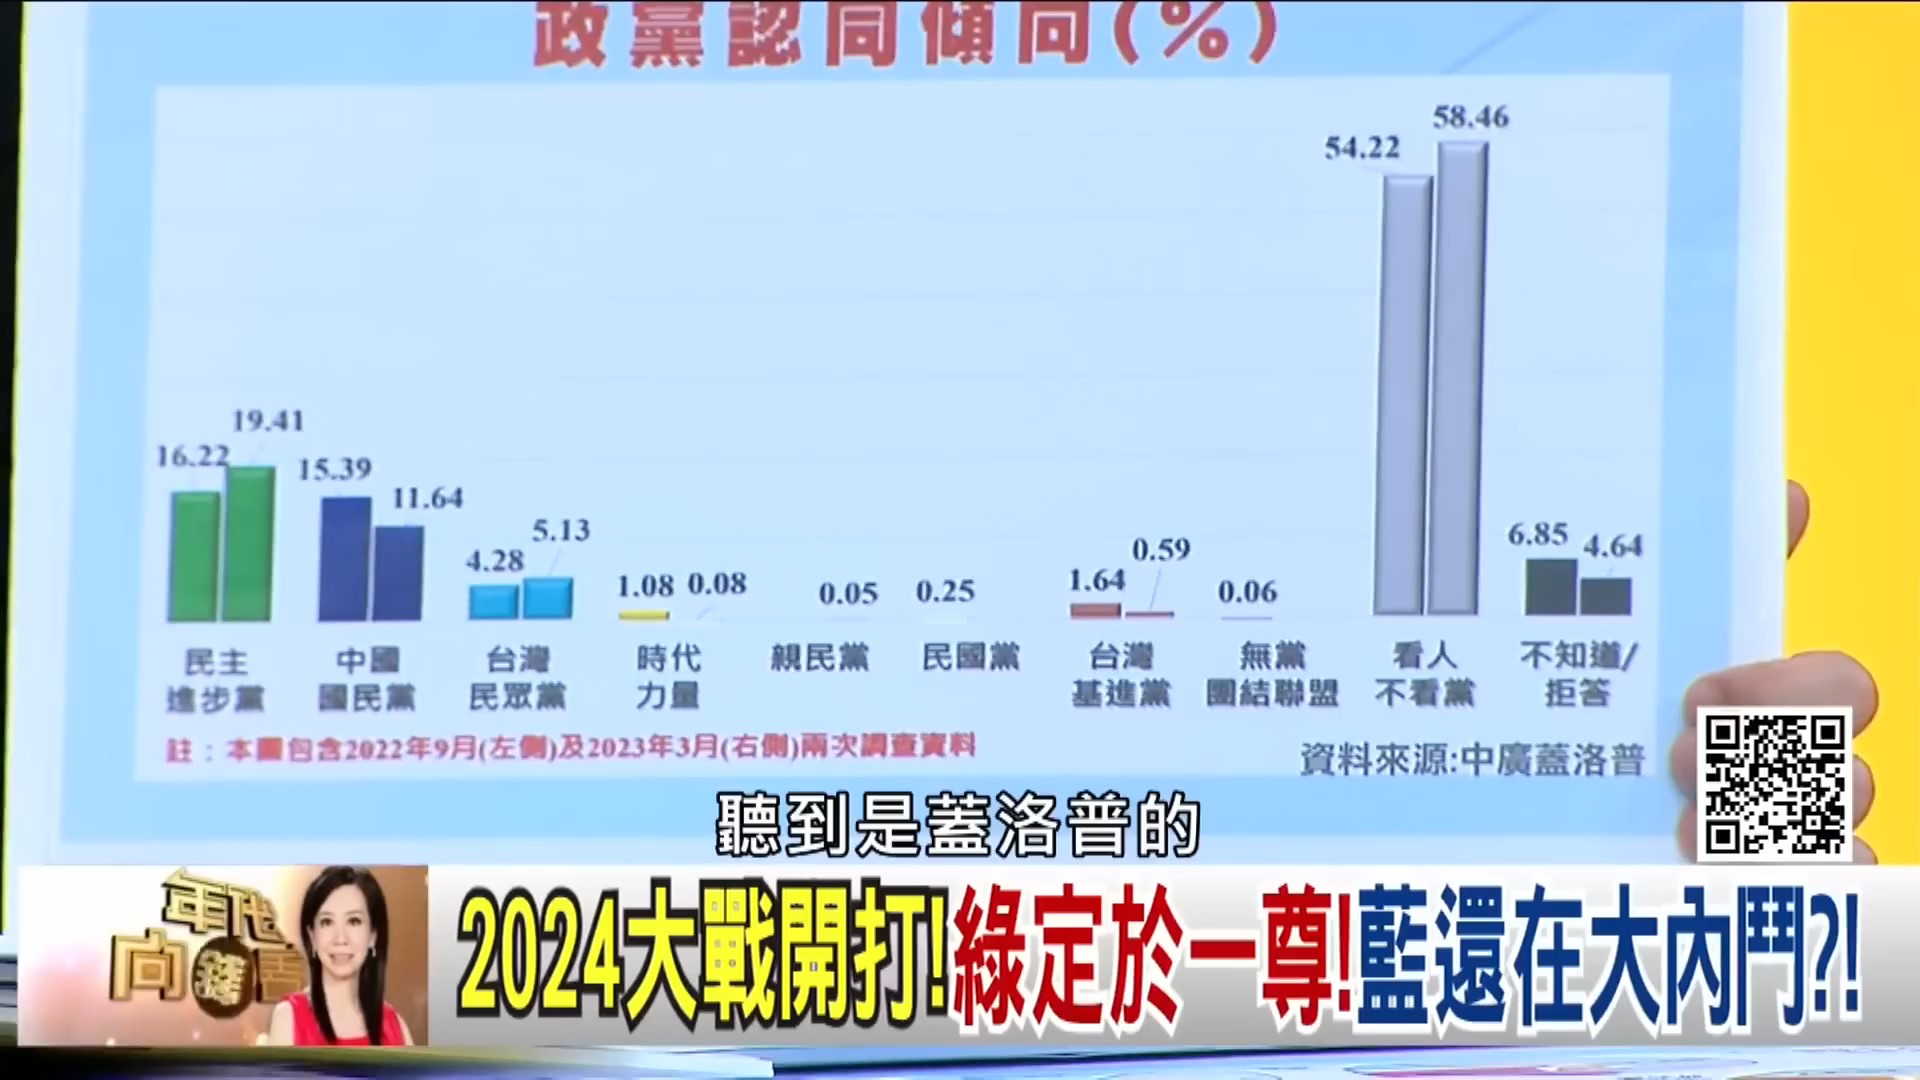 政黨認同傾向(%)
58.46
54.22
19.41
16.22
15.39
11.64
4.28
5.13
1.08
0.08
0.05
0.25
1.64
0.59
0.06
6.85
4.64
民主
進步黨
中國
國民黨
台灣
民眾黨
時代
力量
親民黨
民國黨
台灣
基進黨
無黨
團結聯盟
看人
不看黨
不知道/
拒答
註：本圖包含2022年9月(左側)及2023年3月(右側)兩次調查資料
資料來源:中廣蓋洛普
聽到是蓋洛普的
年代
向錢看
2024大戰開打!綠定於一尊!藍還在大內鬥?!